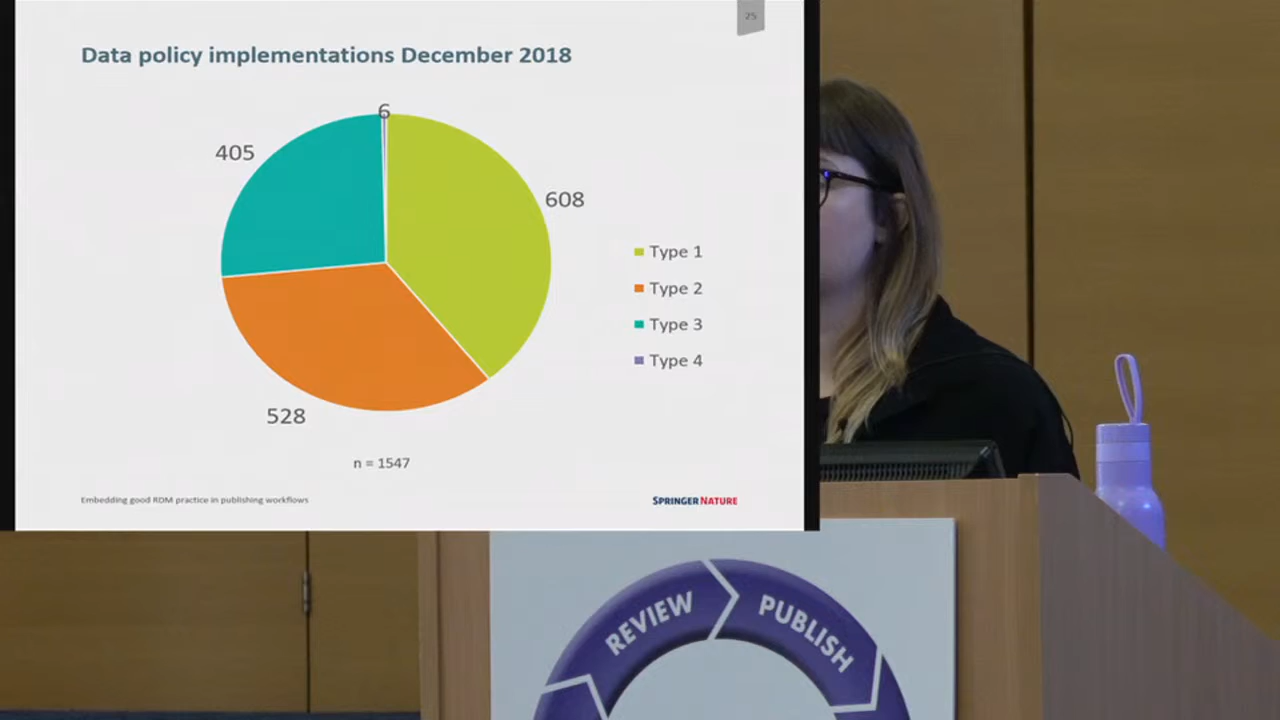 25
Data policy implementations December 2018
6
405
608
Type 1
Type 2
Type 3
Type 4
528
n = 1547
Embedding good RDM practice in publishing workflows
SPRINGER NATURE
REVIEW
PUBLISH